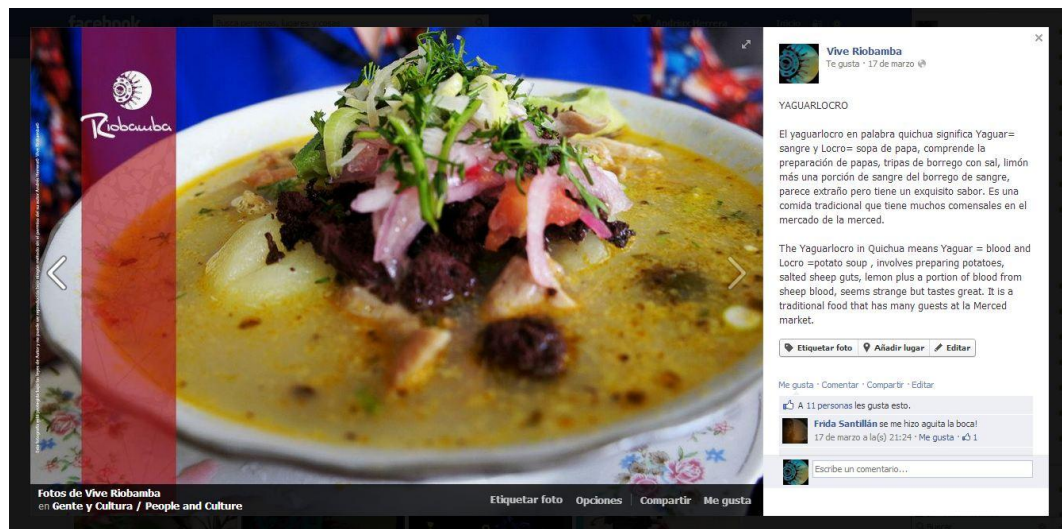 facebook
Riobamba
Vive Riobamba
Te gusta · 17 de marzo
YAGUARLOCRO
El yaguarlocro en palabra quichua significa Yaguar=
sangre y Locro= sopa de papa, comprende la
preparación de papas, tripas de borrego con sal, limón
más una porción de sangre del borrego de sangre,
parece extraño pero tiene un exquisito sabor. Es una
comida tradicional que tiene muchos comensales en el
mercado de la merced.
The Yaguarlocro in Quichua means Yaguar = blood and
Locro =potato soup , involves preparing potatoes,
salted sheep guts, lemon plus a portion of blood from
sheep blood, seems strange but tastes great. It is a
traditional food that has many guests at la Merced
market.
Etiquetar foto Añadir lugar Editar
Me gusta · Comentar · Compartir · Editar
A 11 personas les gusta esto.
Frida Santillán se me hizo aguita la boca!
17 de marzo a la(s) 21:24 · Me gusta · 1
Escribe un comentario...
Fotos de Vive Riobamba
en Gente y Cultura / People and Culture
Etiquetar foto Opciones Compartir Me gusta